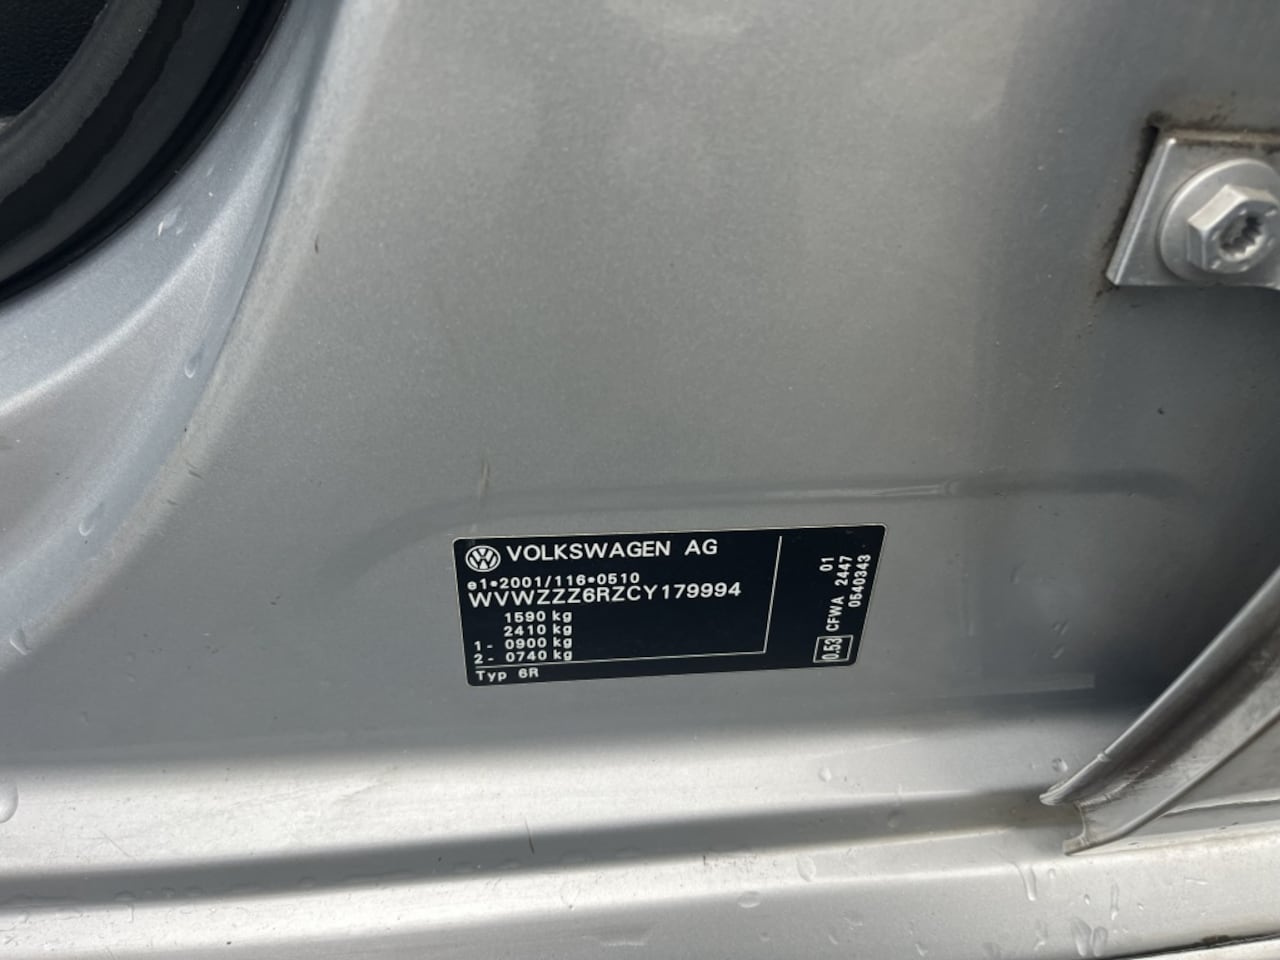 VOLKSWAGEN AG
e1*2001/116*0510
WVWZZZ6RZCY179994
1590 kg
2410 kg
1- 0900 kg
2- 0740 kg
Typ 6R
01
0.53 CFWA 2447
0540343